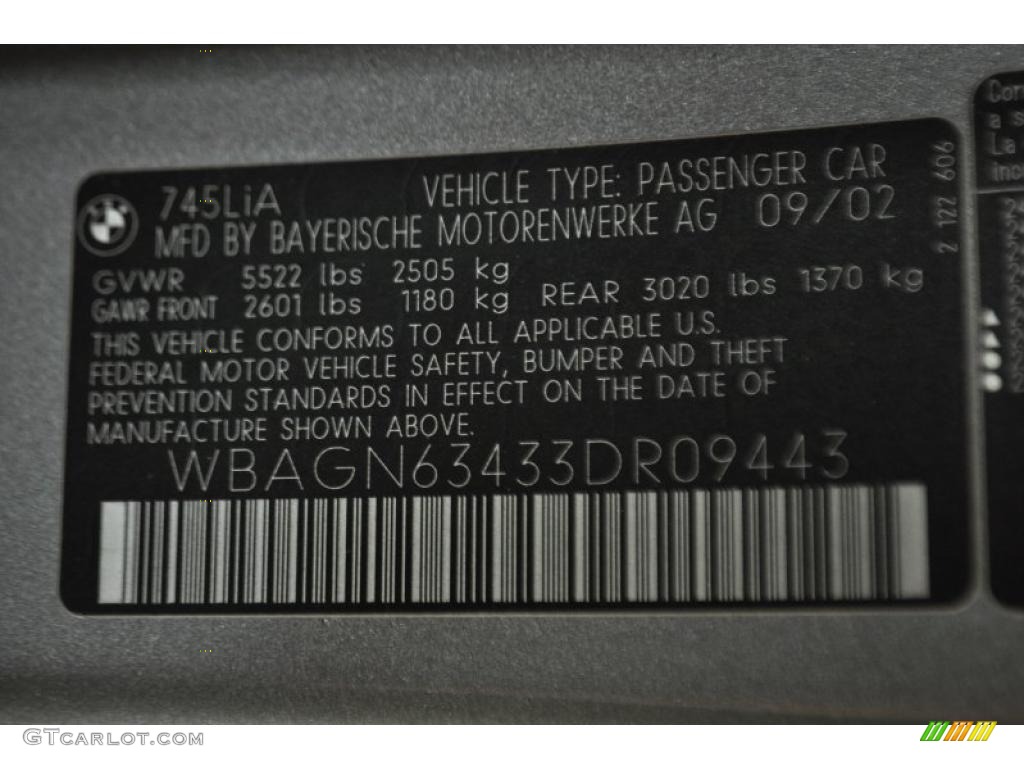 745LiA VEHICLE TYPE: PASSENGER CAR
MFD BY BAYERISCHE MOTORENWERKE AG 09/02
GVWR 5522 lbs 2505 kg
GAWR FRONT 2601 lbs 1180 kg REAR 3020 lbs 1370 kg
THIS VEHICLE CONFORMS TO ALL APPLICABLE U.S.
FEDERAL MOTOR VEHICLE SAFETY, BUMPER AND THEFT
PREVENTION STANDARDS IN EFFECT ON THE DATE OF
MANUFACTURE SHOWN ABOVE.
WBAGN63433DR09443
2 122 606
a s
La
GTCarLot.com